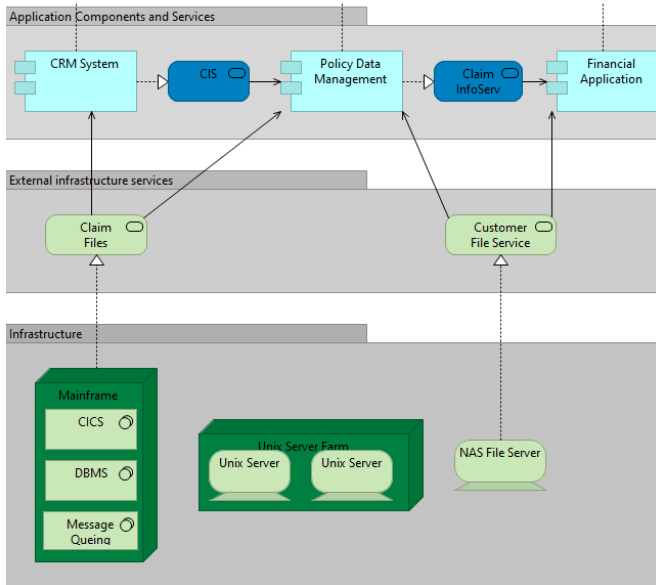 Application Components and Services
CRM System
CIS
Policy Data
Management
Claim
InfoServ
Financial
Application
External infrastructure services
Claim
Files
Customer
File Service
Infrastructure
Mainframe
CICS
DBMS
Message
Queing
Unix Server Farm
Unix Server
Unix Server
NAS File Server